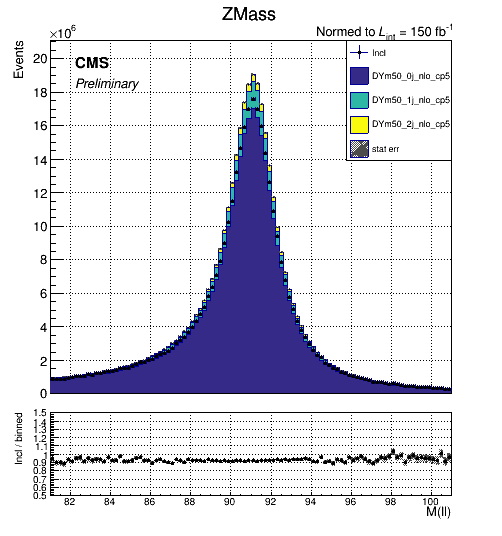 ZMass
×10⁶
Normed to L_int = 150 fb⁻¹
Events
CMS
Preliminary
Incl
DYm50_0j_nlo_cp5
DYm50_1j_nlo_cp5
DYm50_2j_nlo_cp5
stat err
20
18
16
14
12
10
8
6
4
2
0
Incl / binned
1.5
1.4
1.3
1.2
1.1
1
0.9
0.8
0.7
0.6
0.5
82 84 86 88 90 92 94 96 98 100
M(ll)